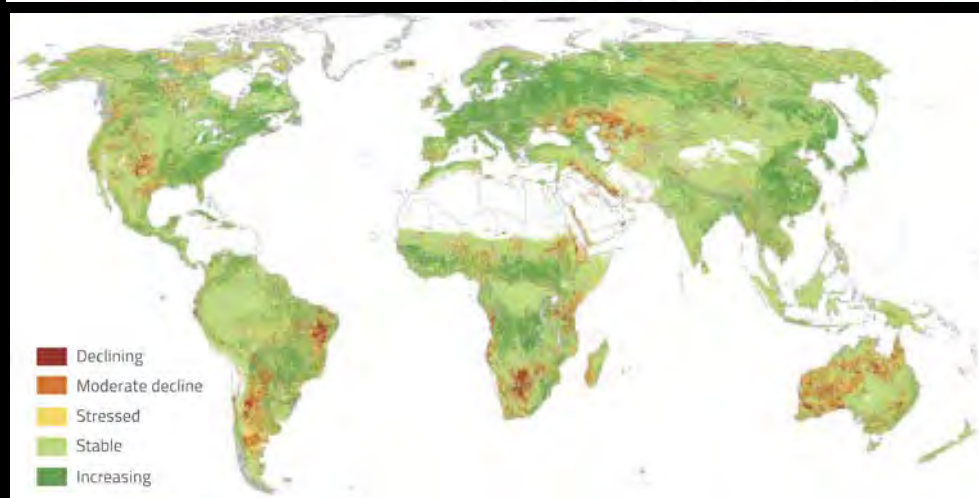 Declining
Moderate decline
Stressed
Stable
Increasing